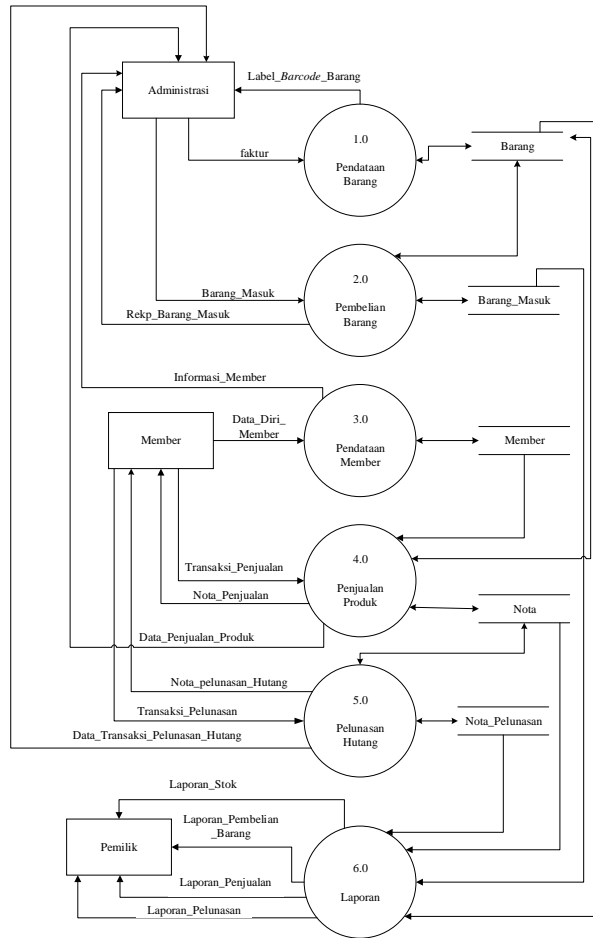 Label_Barcode_Barang
Administrasi
1.0
Pendataan
Barang
Barang
faktur
2.0
Pembelian
Barang
Barang_Masuk
Rekp_Barang_Masuk
Barang_Masuk
Informasi_Member
Data_Diri_
Member
Member
3.0
Pendataan
Member
Member
4.0
Penjualan
Produk
Transaksi_Penjualan
Nota_Penjualan
Nota
Data_Penjualan_Produk
Nota_pelunasan_Hutang
5.0
Pelunasan
Hutang
Transaksi_Pelunasan
Nota_Pelunasan
Data_Transaksi_Pelunasan_Hutang
Laporan_Stok
Laporan_Pembelian
_Barang
Pemilik
6.0
Laporan
Laporan_Penjualan
Laporan_Pelunasan